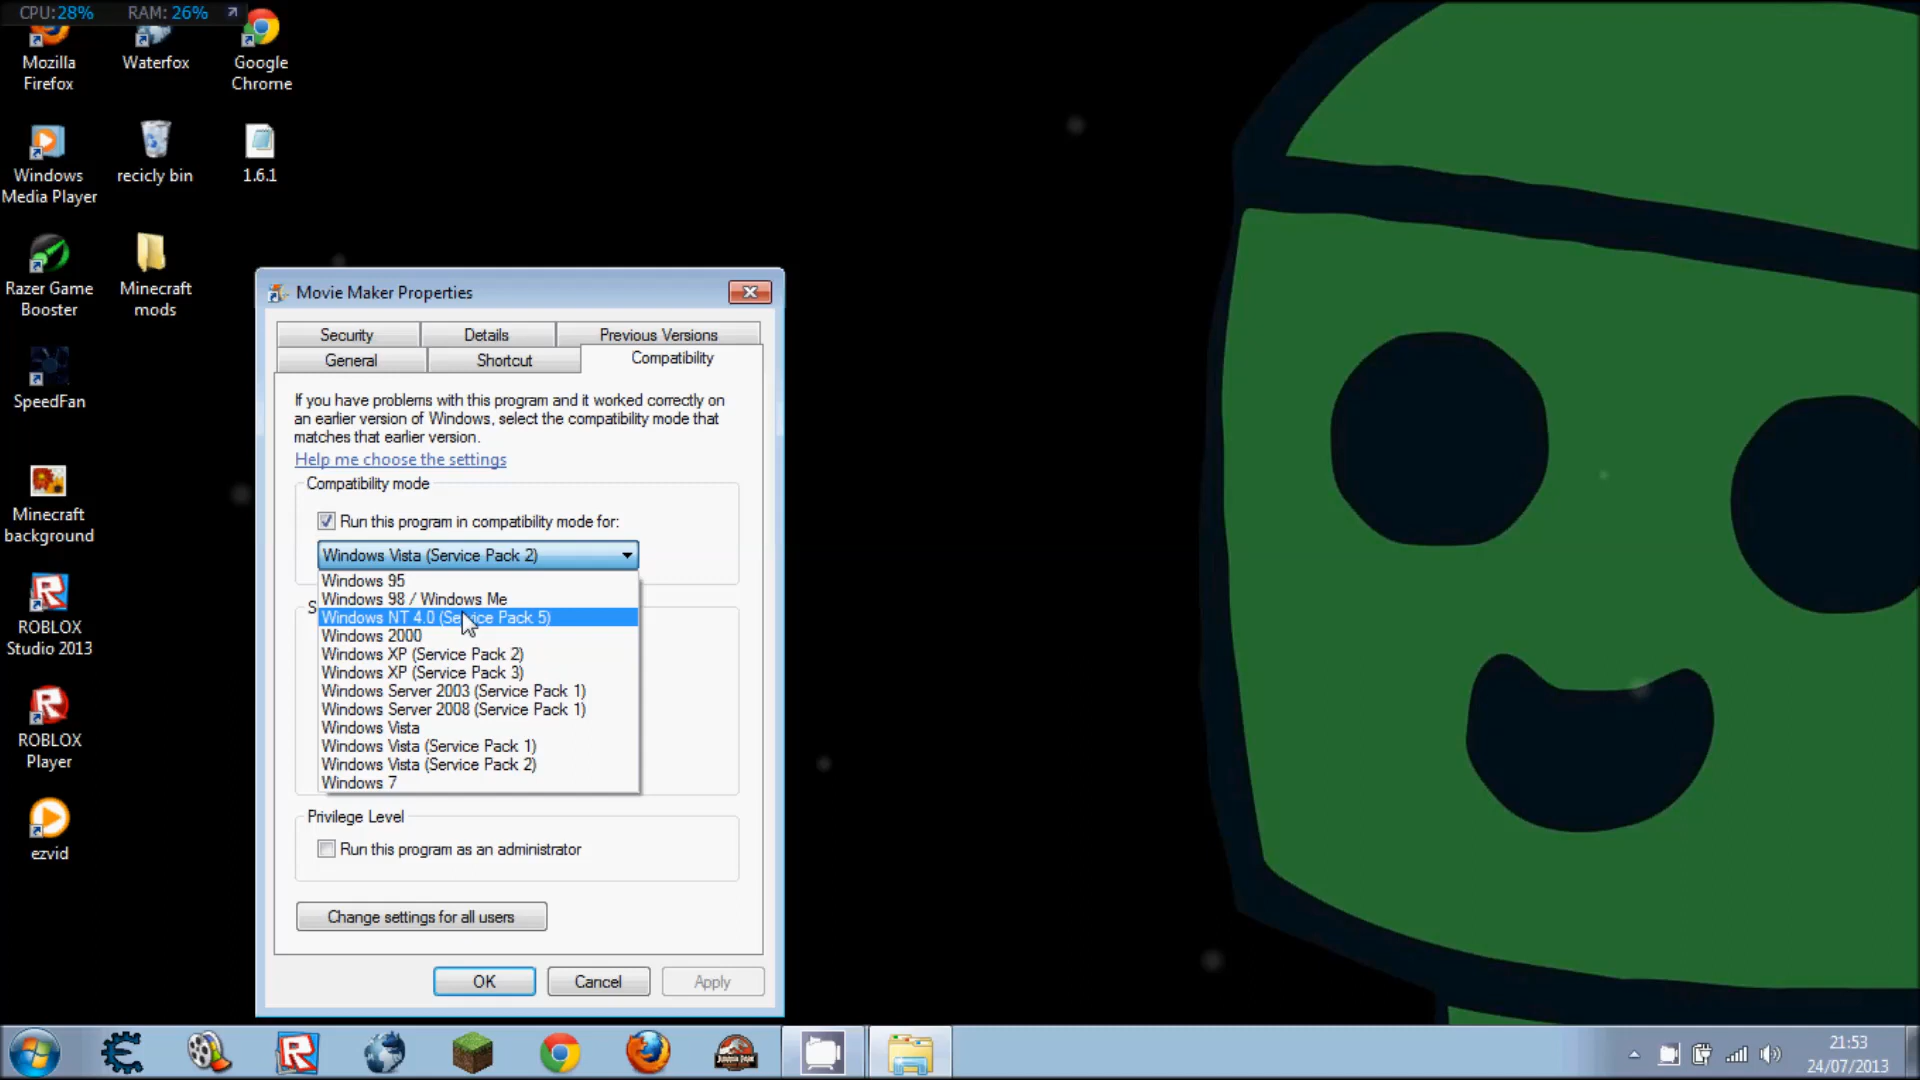 CPU:28% RAM: 26%
Mozilla
Firefox
Waterfox
Google
Chrome
Windows
Media Player
recicly bin
1.6.1
Razer Game
Booster
Minecraft
mods
SpeedFan
Minecraft
background
ROBLOX
Studio 2013
ROBLOX
Player
ezvid
Movie Maker Properties
Security Details Previous Versions
General Shortcut Compatibility
If you have problems with this program and it worked correctly on
an earlier version of Windows, select the compatibility mode that
matches that earlier version.
Help me choose the settings
Compatibility mode
Run this program in compatibility mode for:
Windows Vista (Service Pack 2)
Windows 95
Windows 98 / Windows Me
Windows NT 4.0 (Service Pack 5)
Windows 2000
Windows XP (Service Pack 2)
Windows XP (Service Pack 3)
Windows Server 2003 (Service Pack 1)
Windows Server 2008 (Service Pack 1)
Windows Vista
Windows Vista (Service Pack 1)
Windows Vista (Service Pack 2)
Windows 7
Privilege Level
Run this program as an administrator
Change settings for all users
OK Cancel Apply
21:53
24/07/2013